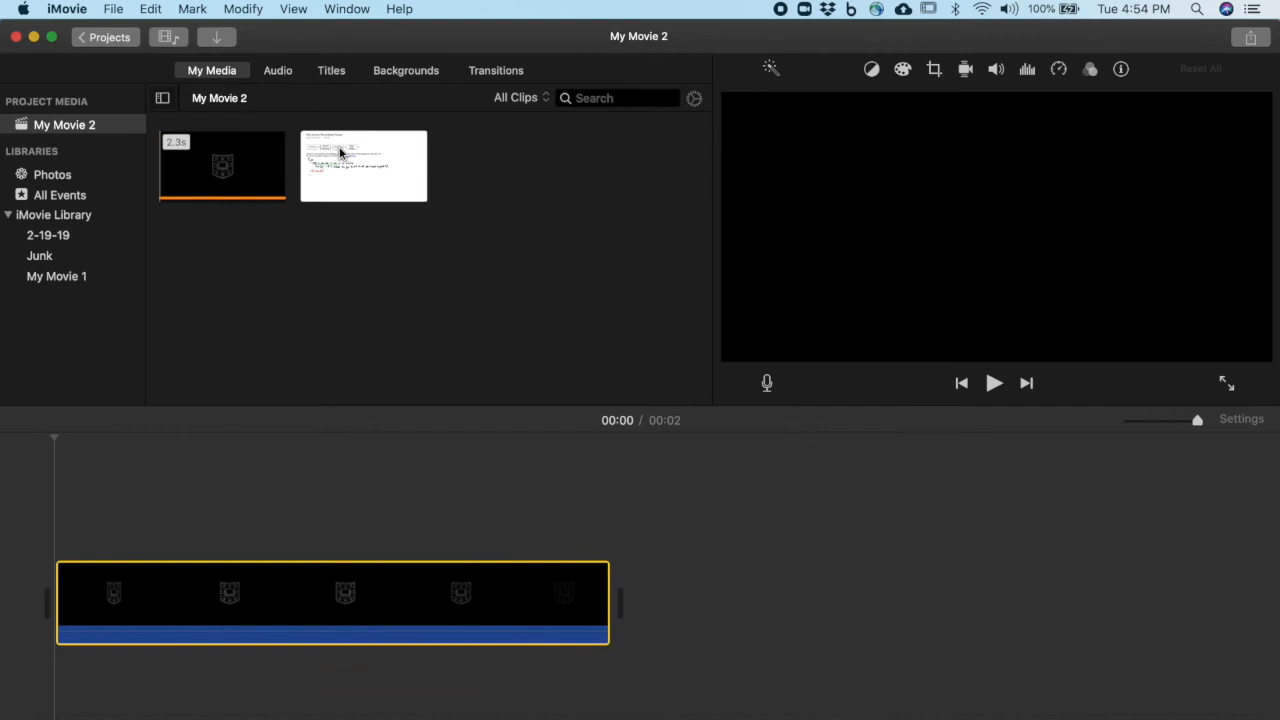 iMovie File Edit Mark Modify View Window Help 100% Tue 4:54 PM
Projects My Movie 2
My Media Audio Titles Backgrounds Transitions Reset All
PROJECT MEDIA My Movie 2 All Clips Search
My Movie 2
LIBRARIES 2.3s
Photos
All Events
iMovie Library
2-19-19
Junk
My Movie 1
00:00 / 00:02 Settings